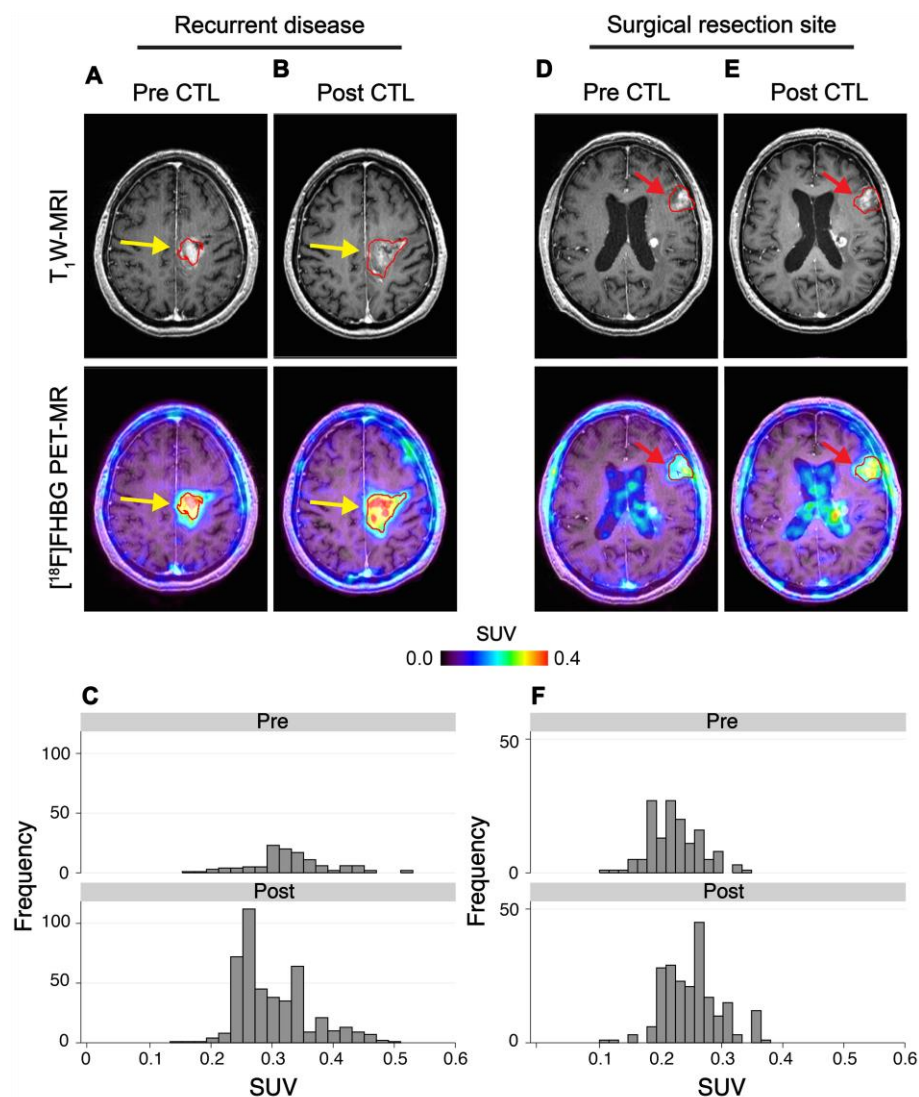 Recurrent disease
Surgical resection site
A
B
D
E
Pre CTL
Post CTL
Pre CTL
Post CTL
T₁W-MRI
[¹⁸F]FHBG PET-MR
SUV
0.0
0.4
C
F
Pre
100
50
0
Post
100
50
0
Frequency
0
0.1
0.2
0.3
0.4
0.5
0.6
SUV
Pre
50
0
Post
50
0
Frequency
0.1
0.2
0.3
0.4
0.5
0.6
SUV